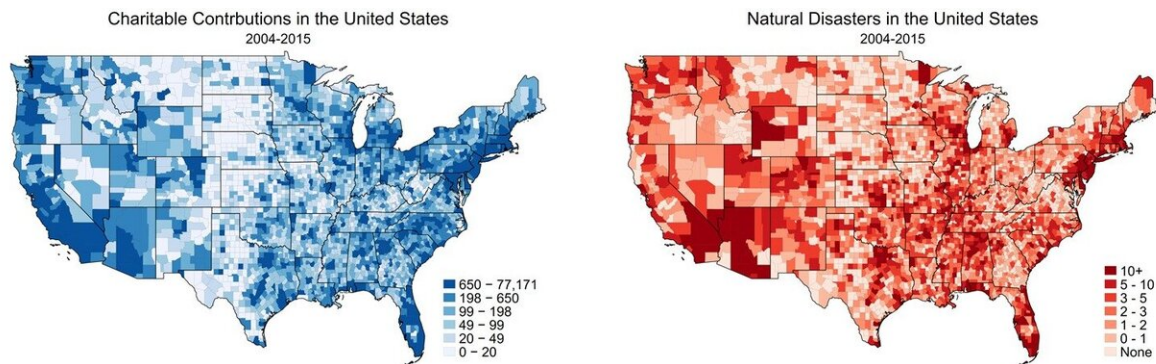 Charitable Contrbutions in the United States
2004-2015
650 – 77,171
198 – 650
99 – 198
49 – 99
20 – 49
0 – 20
Natural Disasters in the United States
2004-2015
10+
5 - 10
3 - 5
2 - 3
1 - 2
0 - 1
None